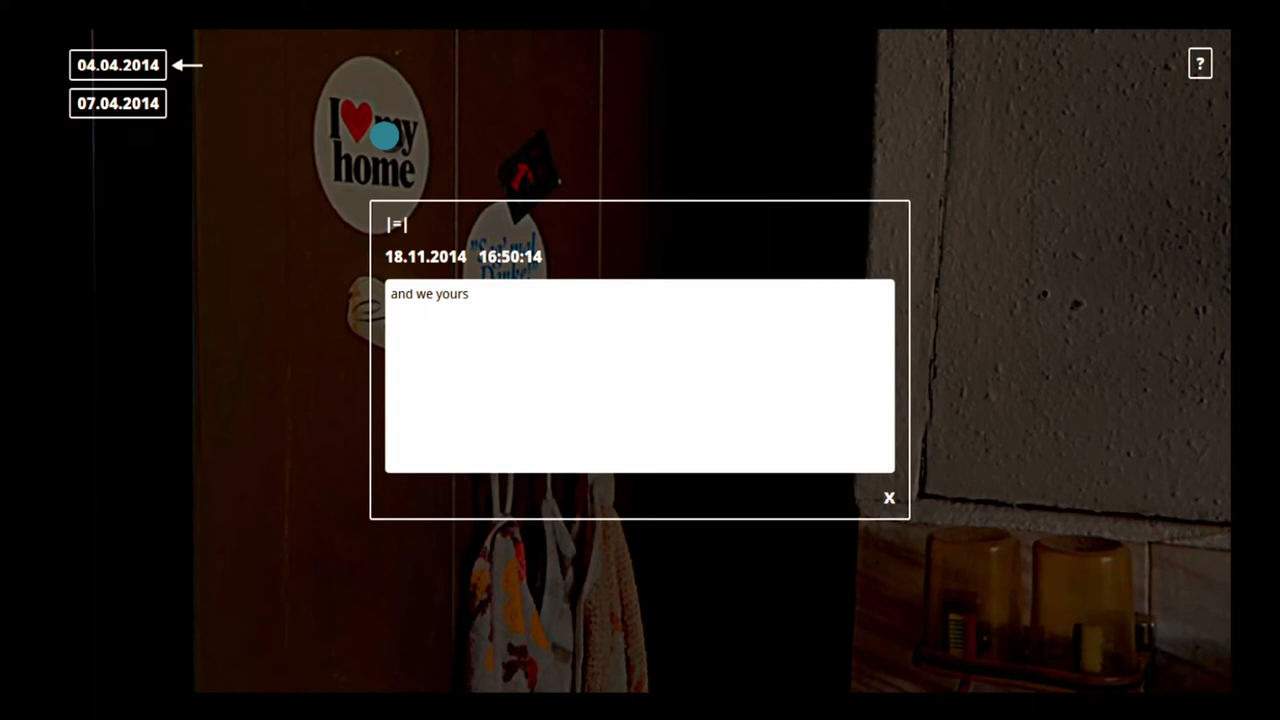 04.04.2014
07.04.2014
?
I ❤ my
home
|=|
18.11.2014 16:50:14
and we yours
X